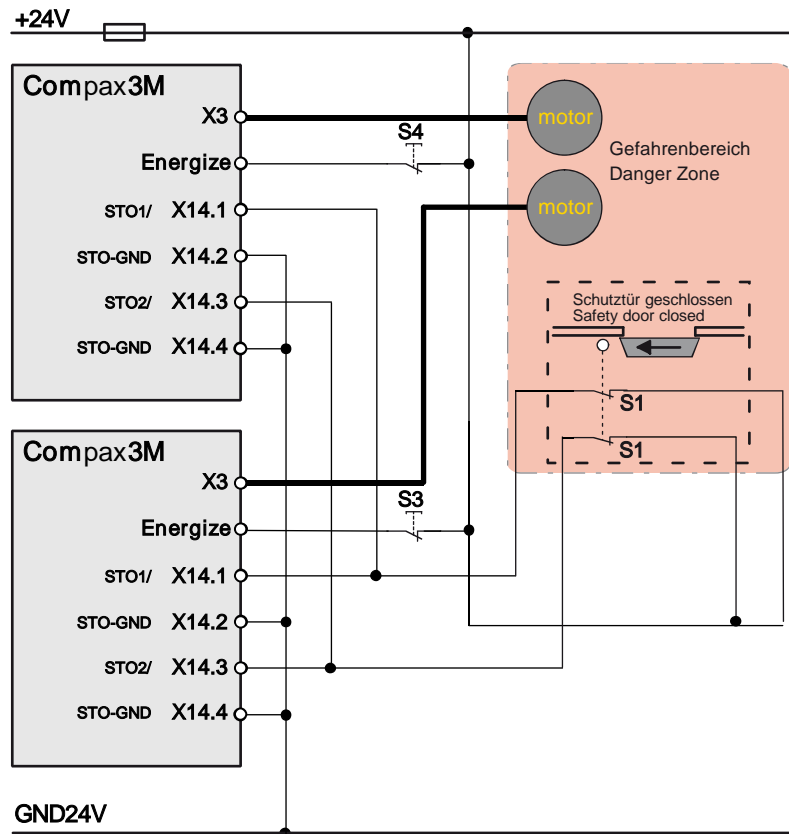 +24V
Compax3M
X3
Energize
STO1/ X14.1
STO-GND X14.2
STO2/ X14.3
STO-GND X14.4
S4
motor
motor
Gefahrenbereich
Danger Zone
Schutztür geschlossen
Safety door closed
S1
S1
Compax3M
X3
Energize
STO1/ X14.1
STO-GND X14.2
STO2/ X14.3
STO-GND X14.4
S3
GND24V